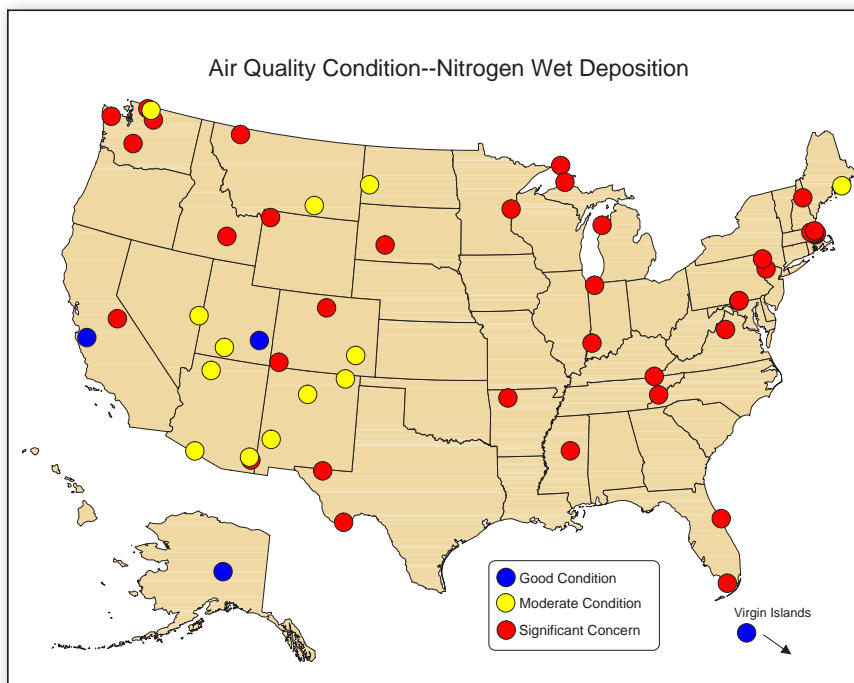 Air Quality Condition--Nitrogen Wet Deposition
Good Condition
Moderate Condition
Significant Concern
Virgin Islands